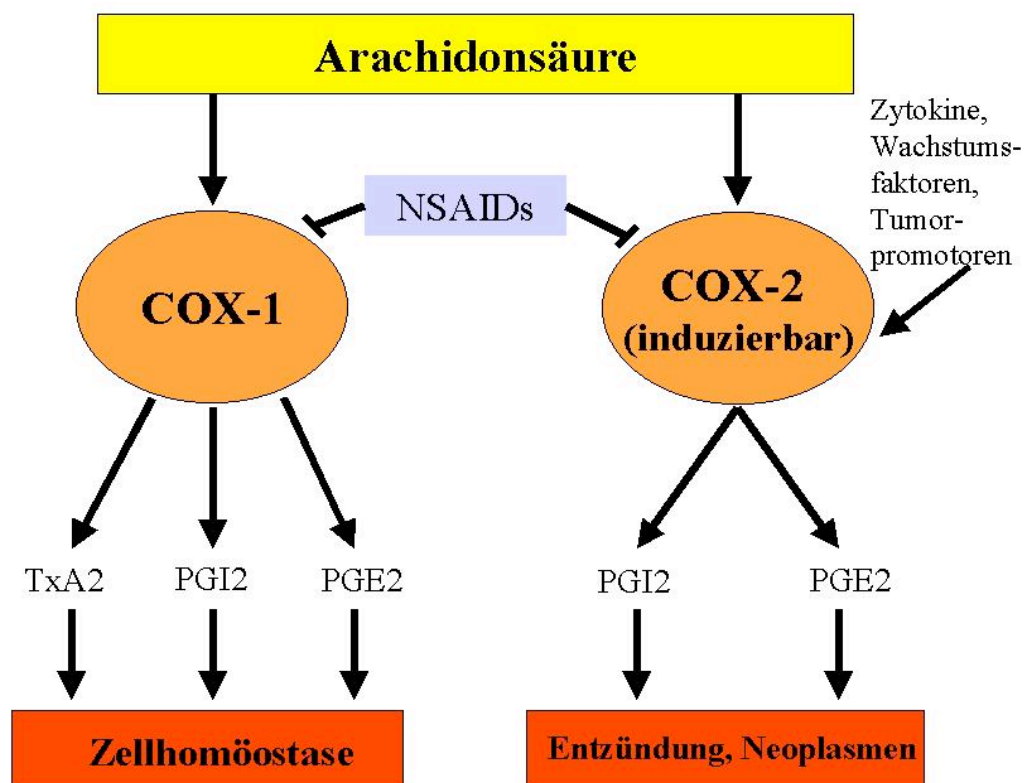 Arachidonsäure
Zytokine,
Wachstums-
faktoren,
Tumor-
promotoren
NSAIDs
COX-1
COX-2
(induzierbar)
TxA2 PGI2 PGE2 PGI2 PGE2
Zellhomöostase
Entzündung, Neoplasmen